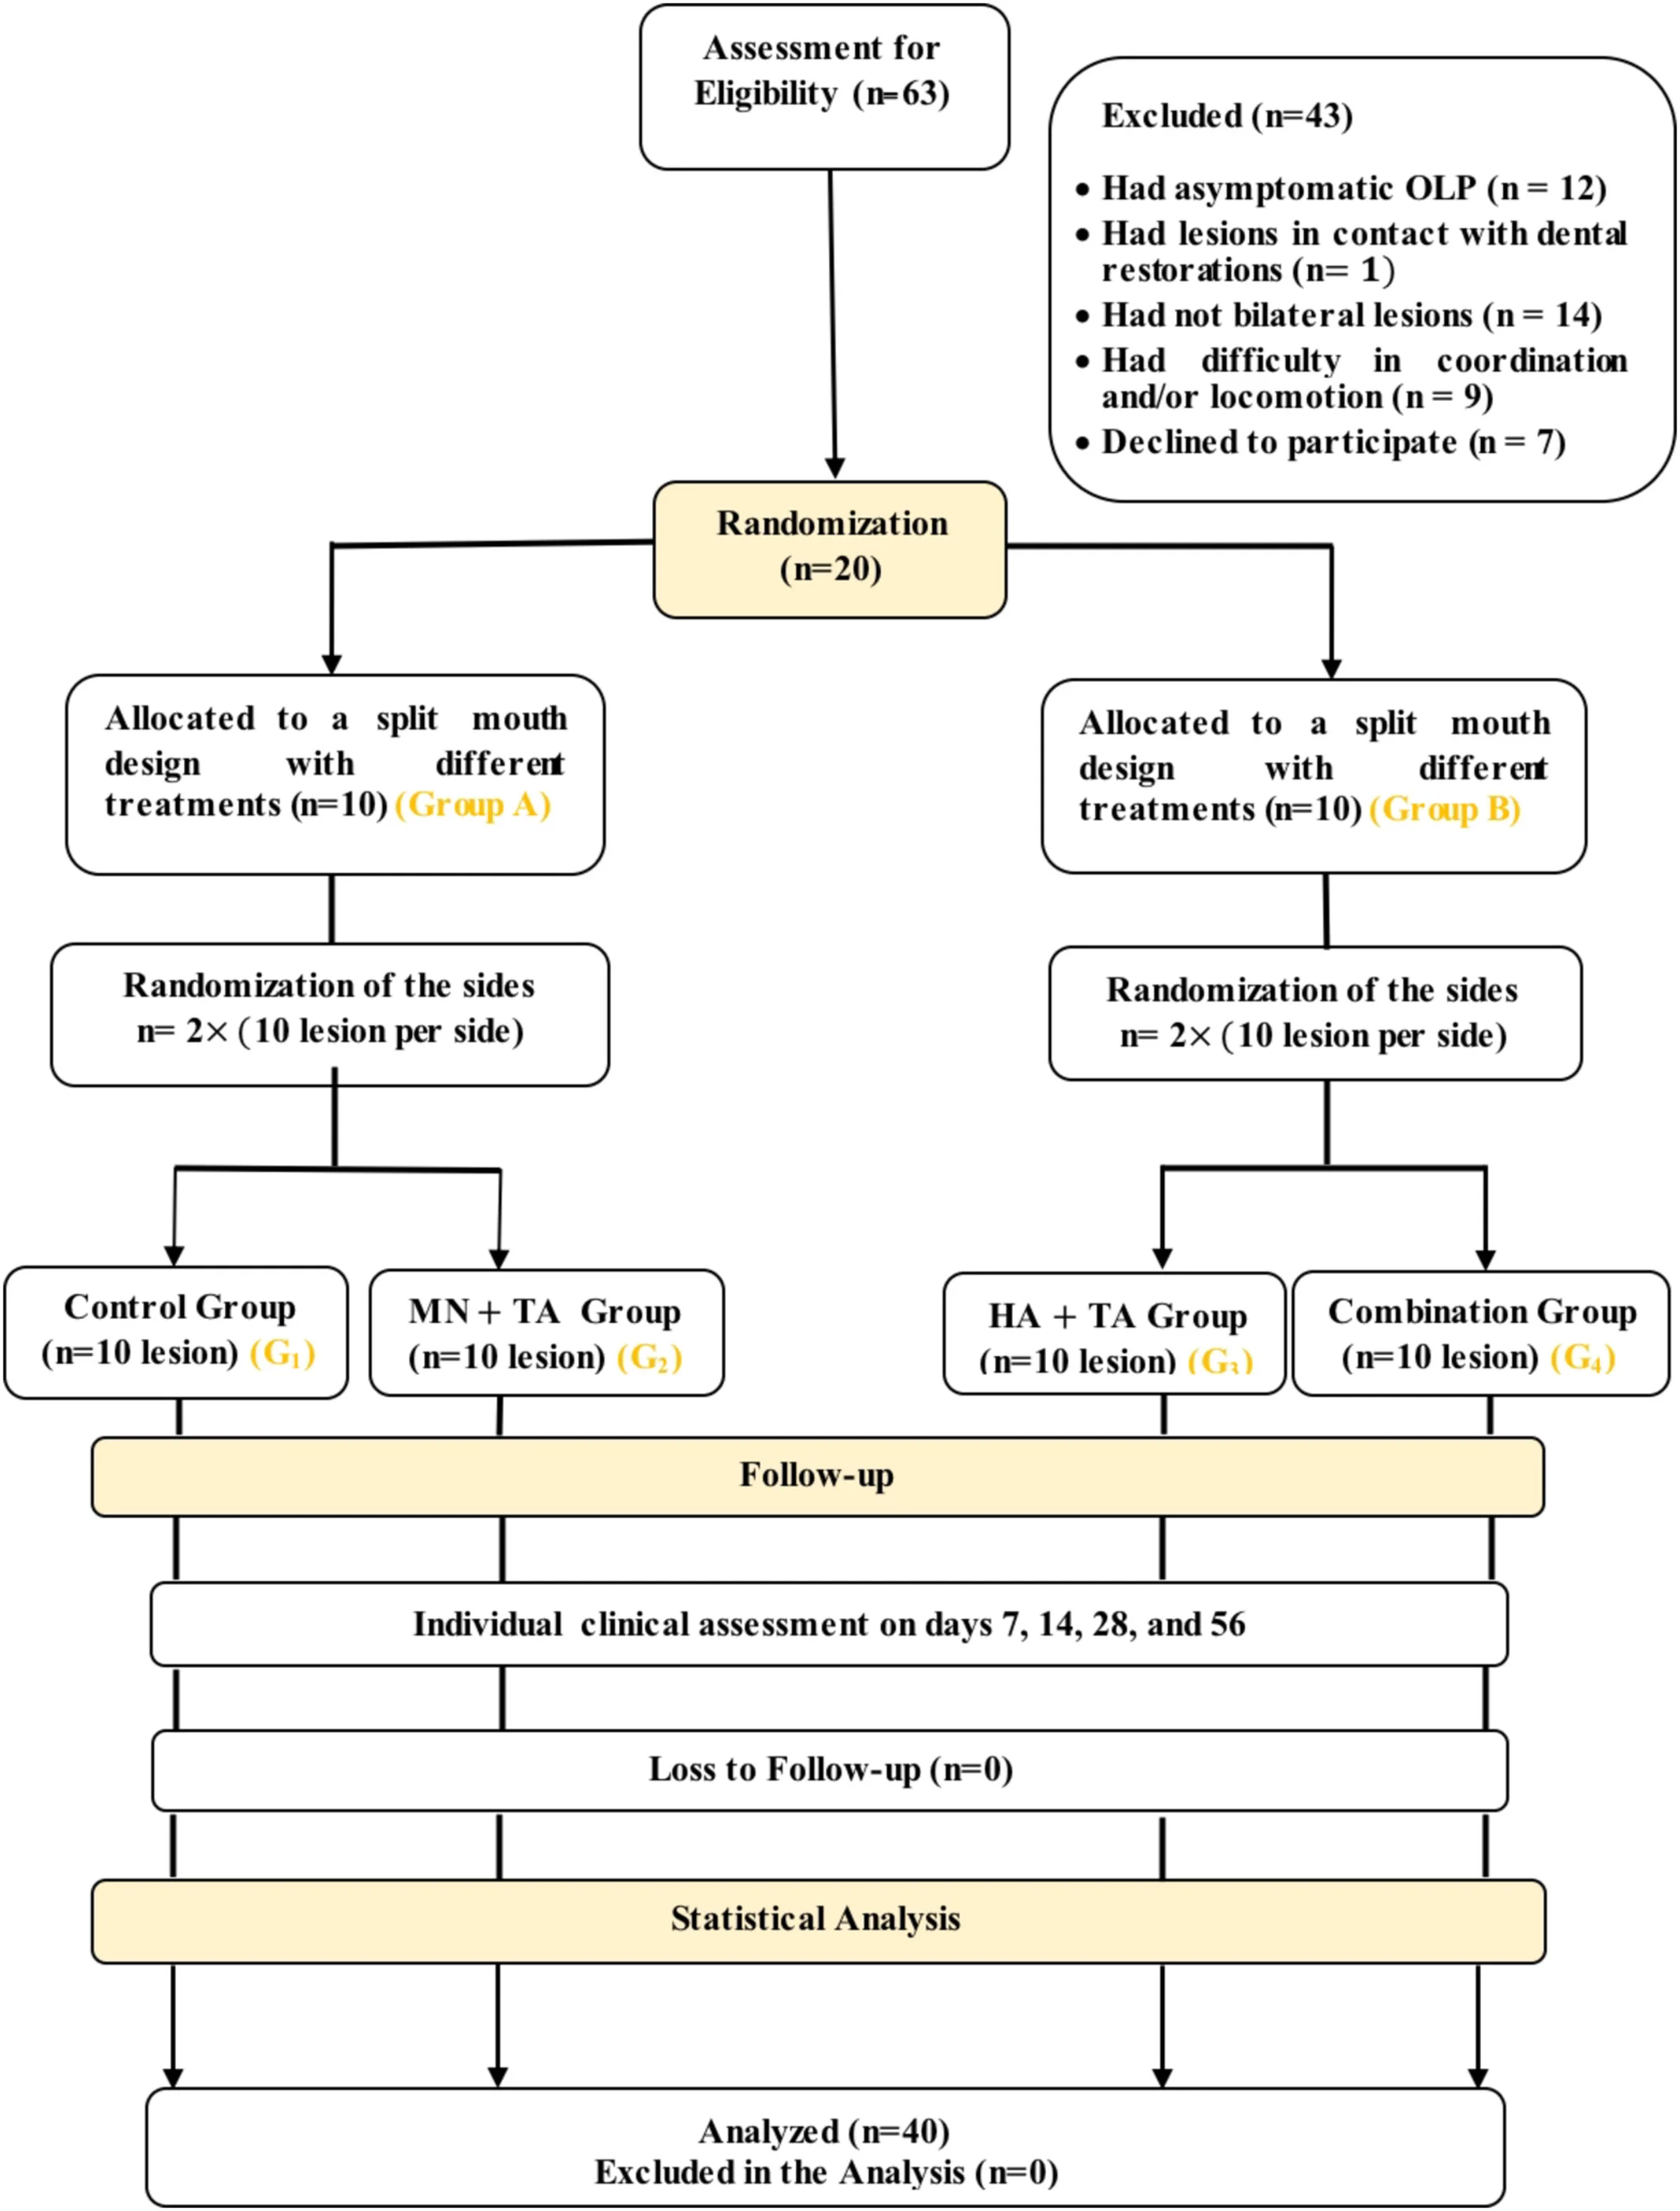 Assessment for
Eligibility (n=63)
Excluded (n=43)
• Had asymptomatic OLP (n = 12)
• Had lesions in contact with dental
restorations (n= 1)
• Had not bilateral lesions (n = 14)
• Had difficulty in coordination
and/or locomotion (n = 9)
• Declined to participate (n = 7)
Randomization
(n=20)
Allocated to a split mouth
design with different
treatments (n=10) (Group A)
Allocated to a split mouth
design with different
treatments (n=10) (Group B)
Randomization of the sides
n= 2× (10 lesion per side)
Randomization of the sides
n= 2× (10 lesion per side)
Control Group
(n=10 lesion) (G₁)
MN + TA Group
(n=10 lesion) (G₂)
HA + TA Group
(n=10 lesion) (G₃)
Combination Group
(n=10 lesion) (G₄)
Follow-up
Individual clinical assessment on days 7, 14, 28, and 56
Loss to Follow-up (n=0)
Statistical Analysis
Analyzed (n=40)
Excluded in the Analysis (n=0)